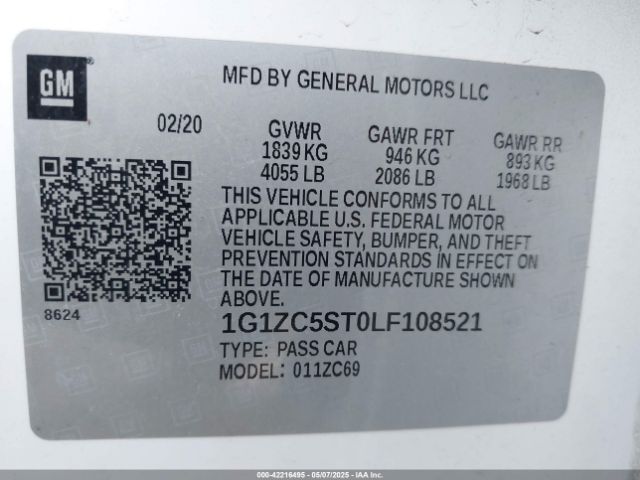 GM
®
MFD BY GENERAL MOTORS LLC
02/20 GVWR GAWR FRT GAWR RR
1839 KG 946 KG 893 KG
4055 LB 2086 LB 1968 LB
THIS VEHICLE CONFORMS TO ALL
APPLICABLE U.S. FEDERAL MOTOR
VEHICLE SAFETY, BUMPER, AND THEFT
PREVENTION STANDARDS IN EFFECT ON
THE DATE OF MANUFACTURE SHOWN
ABOVE.
8624
1G1ZC5ST0LF108521
TYPE: PASS CAR
MODEL: 011ZC69
000-42216495 - 05/07/2025 - IAAI.COM